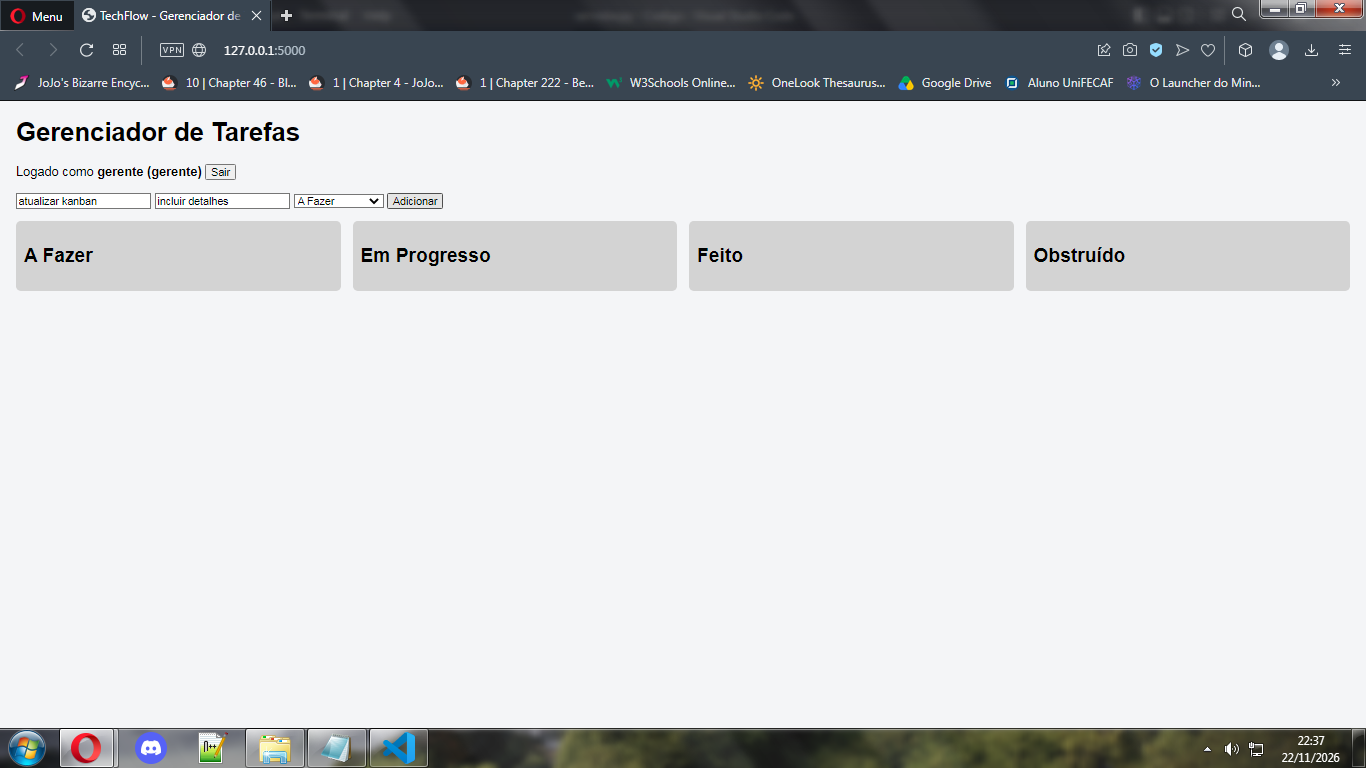 Menu TechFlow - Gerenciador de
VPN 127.0.0.1:5000
JoJo's Bizarre Encyc... 10 | Chapter 46 - Bl... 1 | Chapter 4 - JoJo... 1 | Chapter 222 - Be... W3Schools Online... OneLook Thesaurus... Google Drive Aluno UniFECAF O Launcher do Min... »
Gerenciador de Tarefas
Logado como gerente (gerente) Sair
atualizar kanban incluir detalhes A Fazer Adicionar
A Fazer Em Progresso Feito Obstruído
22:37
22/11/2026